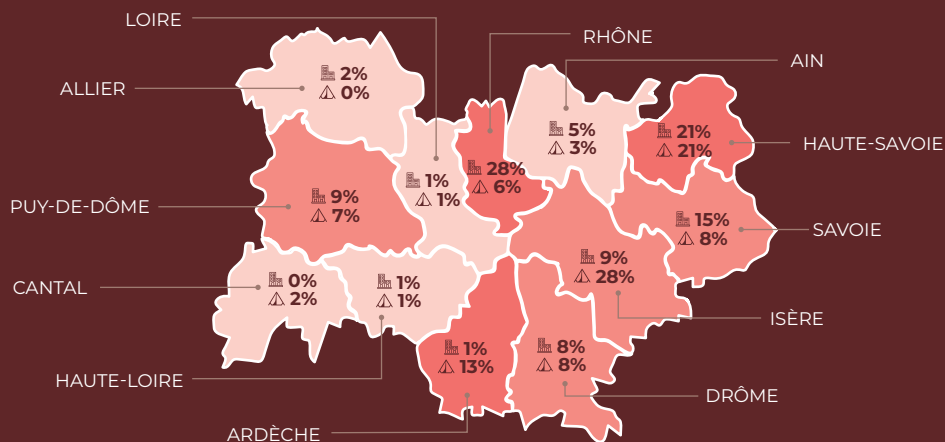 LOIRE
RHÔNE
AIN
ALLIER
2%
0%
5%
3%
21%
21%
HAUTE-SAVOIE
28%
6%
1%
1%
PUY-DE-DÔME
9%
7%
15%
8%
SAVOIE
9%
28%
CANTAL
0%
2%
1%
1%
ISÈRE
1%
13%
8%
8%
HAUTE-LOIRE
DRÔME
ARDÈCHE